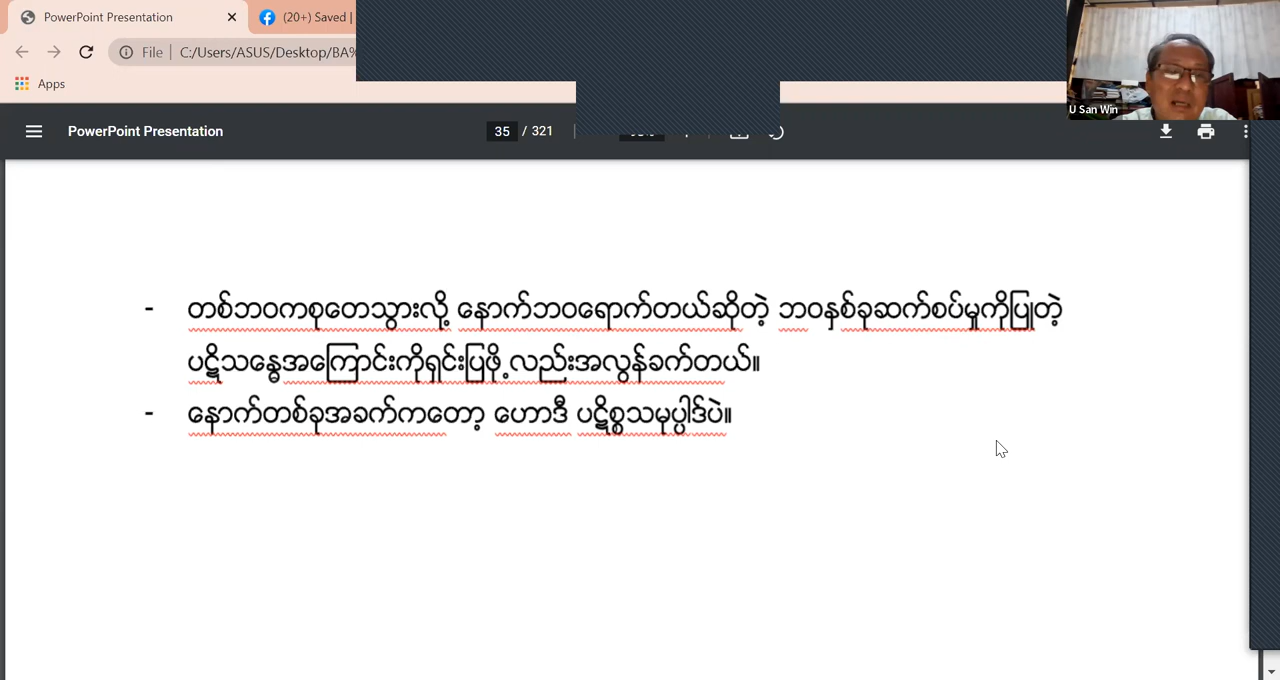 PowerPoint Presentation
(20+) Saved |
File | C:/Users/ASUS/Desktop/BA%
Apps
U San Win
PowerPoint Presentation
35 / 321
- တစ်ဘဝကစုတေသွားလို့ နောက်ဘဝရောက်တယ်ဆိုတဲ့ ဘဝနှစ်ခုဆက်စပ်မှုကိုပြုတဲ့
ပဋိသန္ဓေအကြောင်းကိုရှင်းပြဖို့လည်းအလွန်ခက်တယ်။
- နောက်တစ်ခုအခက်ကတော့ ဟောဒီ ပဋိစ္စသမုပ္ပါဒ်ပဲ။